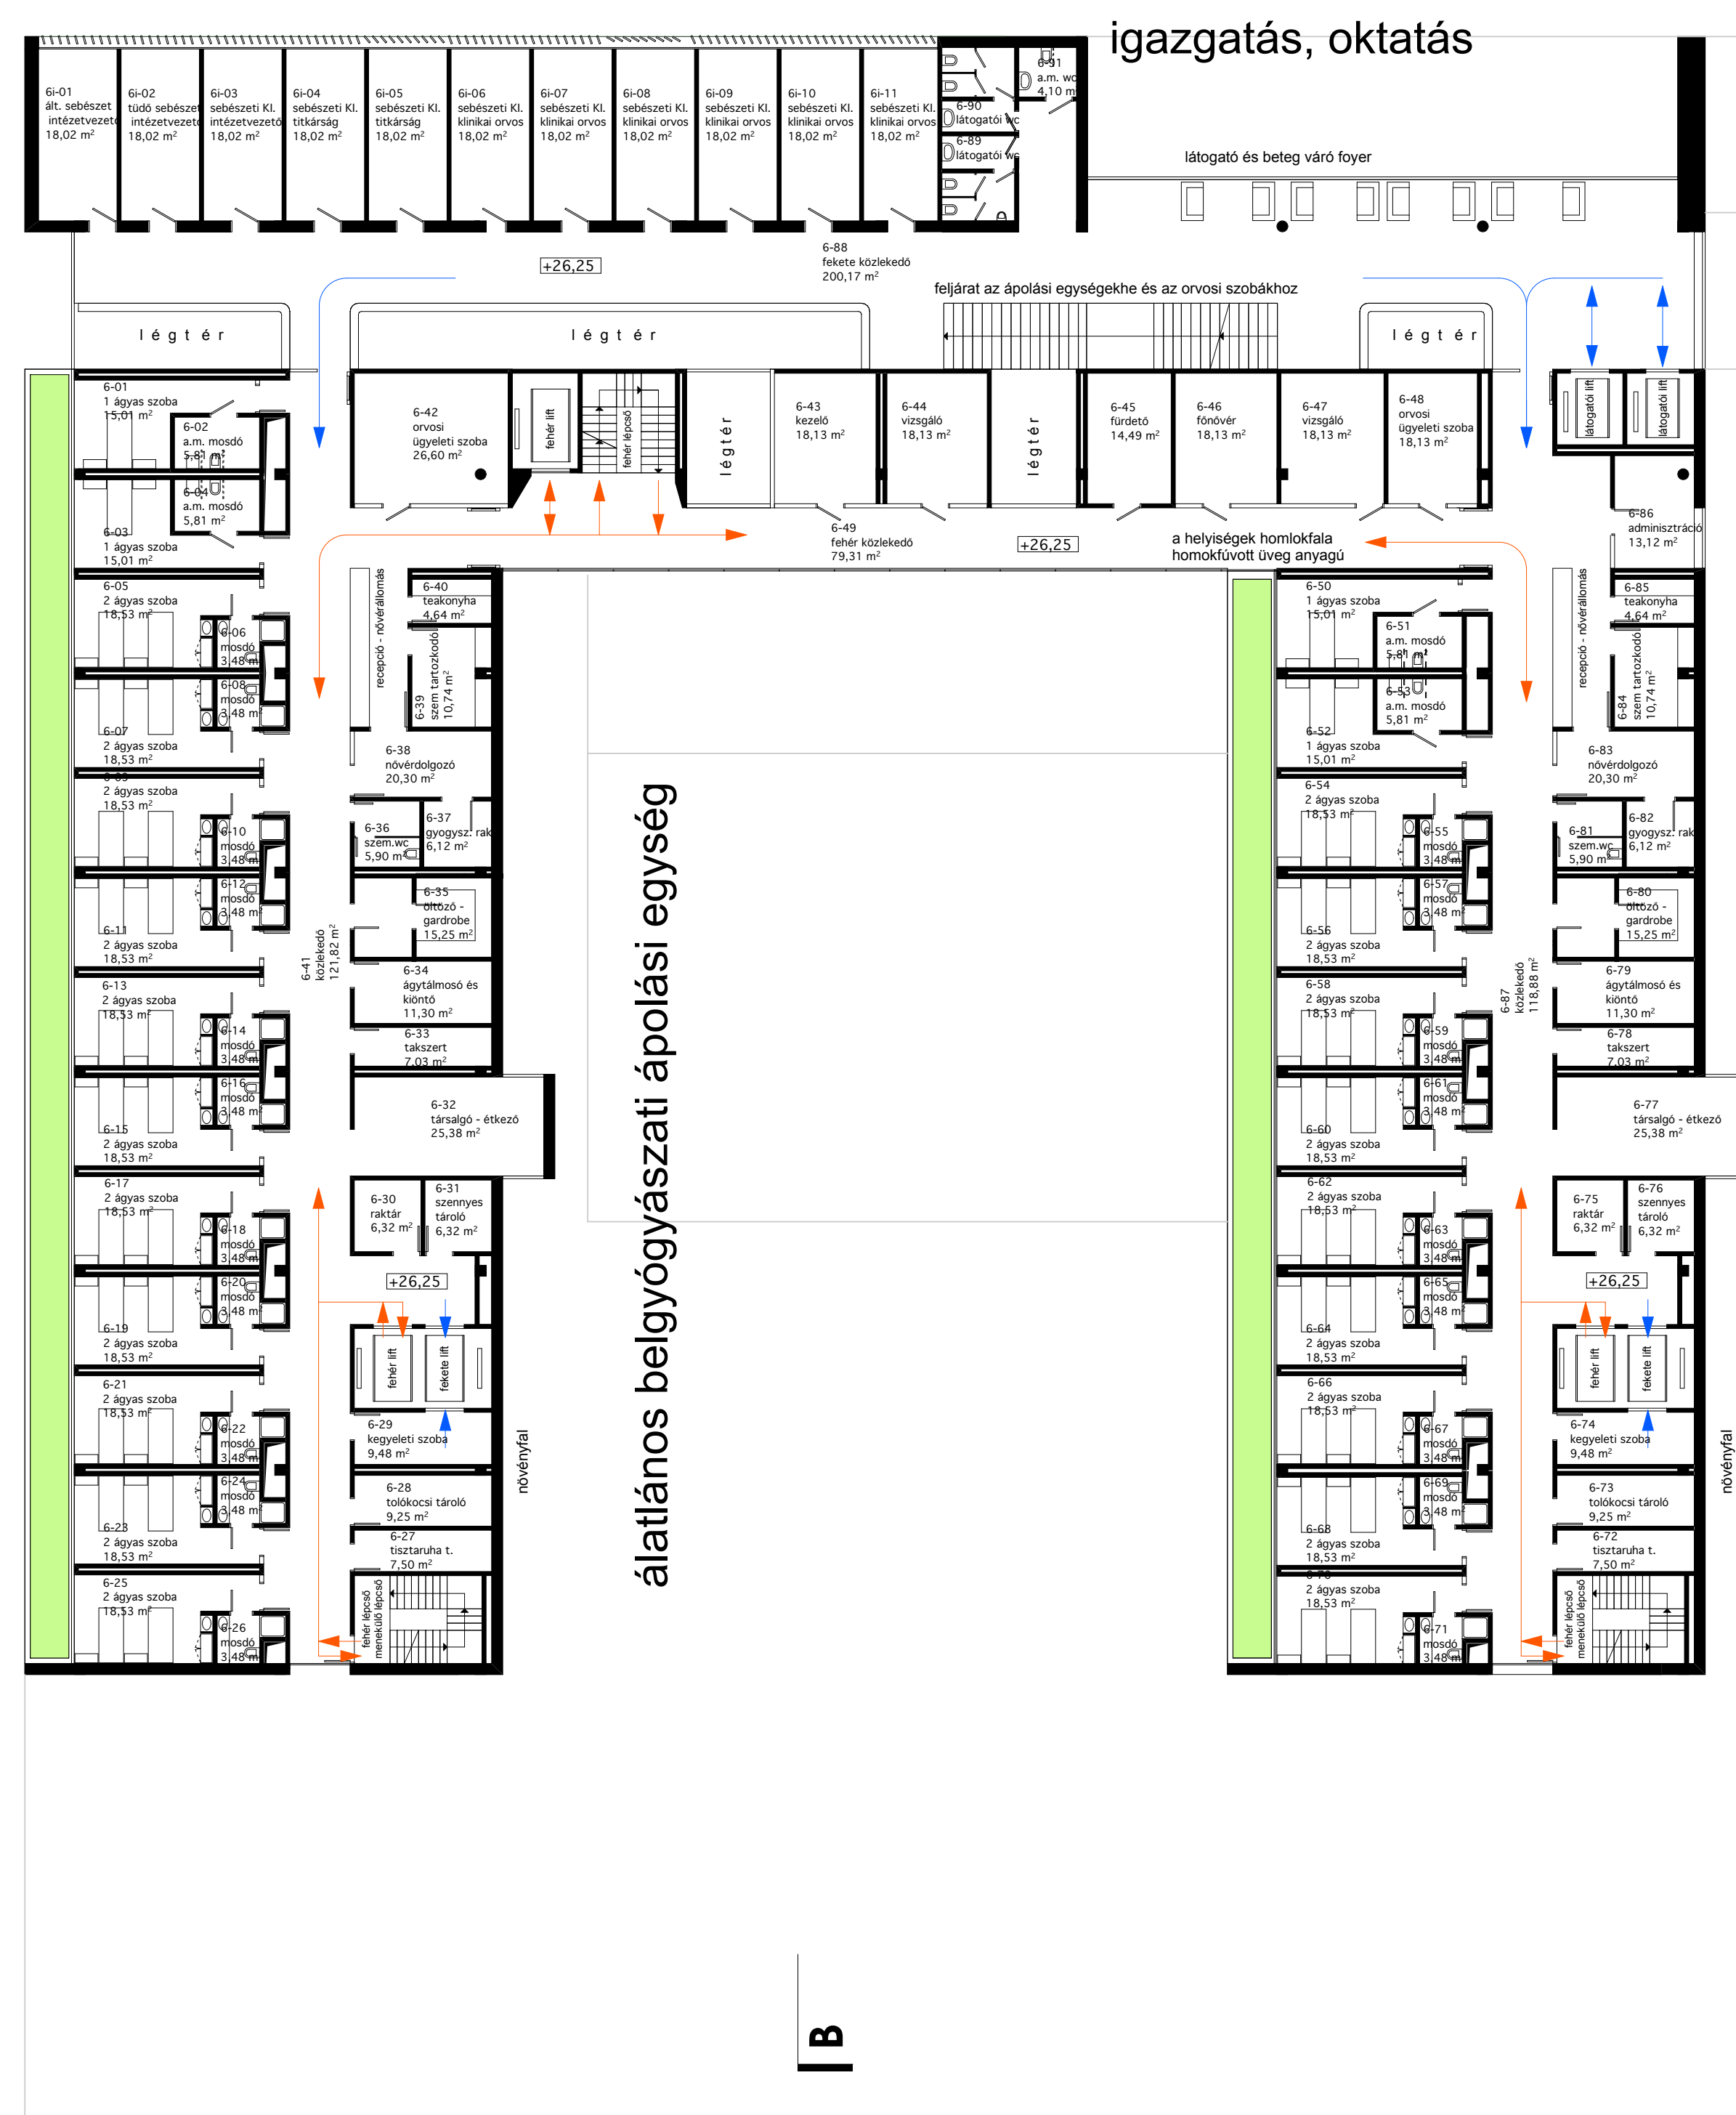 igazgatás, oktatás
6i-01
ált. sebészet
intézetvezető
18,02 m²
6i-02
tüdő sebészet
intézetvezető
18,02 m²
6i-03
sebészeti Kl.
intézetvezető
18,02 m²
6i-04
sebészeti Kl.
titkárság
18,02 m²
6i-05
sebészeti Kl.
titkárság
18,02 m²
6i-06
sebészeti Kl.
klinikai orvos
18,02 m²
6i-07
sebészeti Kl.
klinikai orvos
18,02 m²
6i-08
sebészeti Kl.
klinikai orvos
18,02 m²
6i-09
sebészeti Kl.
klinikai orvos
18,02 m²
6i-10
sebészeti Kl.
klinikai orvos
18,02 m²
6i-11
sebészeti Kl.
klinikai orvos
18,02 m²
6-91
a.m. wc
4,10 m²
6-90
látogatói wc
6-89
látogatói wc
látogató és beteg váró foyer
6-88
fekete közlekedő
200,17 m²
+26,25
feljárat az ápolási egységekhe és az orvosi szobákhoz
légtér
légtér
légtér
6-01
1 ágyas szoba
15,01 m²
6-02
a.m. mosdó
5,81 m²
6-04
a.m. mosdó
5,81 m²
6-03
1 ágyas szoba
15,01 m²
6-05
2 ágyas szoba
18,53 m²
6-06
mosdó
3,48 m
6-08
mosdó
3,48 m
6-07
2 ágyas szoba
18,53 m²
6-09
2 ágyas szoba
18,53 m²
6-10
mosdó
3,48 m
6-12
mosdó
3,48 m
6-11
2 ágyas szoba
18,53 m²
6-13
2 ágyas szoba
18,53 m²
6-14
mosdó
3,48 m
6-16
mosdó
3,48 m
6-15
2 ágyas szoba
18,53 m²
6-17
2 ágyas szoba
18,53 m²
6-18
mosdó
3,48 m
6-20
mosdó
3,48 m
6-19
2 ágyas szoba
18,53 m²
6-21
2 ágyas szoba
18,53 m²
6-22
mosdó
3,48 m
6-24
mosdó
3,48 m
6-23
2 ágyas szoba
18,53 m²
6-25
2 ágyas szoba
18,53 m²
6-26
mosdó
3,48 m
6-42
orvosi
ügyeleti szoba
26,60 m²
fehér lift
fehér lépcső
légtér
6-43
kezelő
18,13 m²
6-44
vizsgáló
18,13 m²
légtér
6-45
fürdető
14,49 m²
6-46
főnővér
18,13 m²
6-47
vizsgáló
18,13 m²
6-48
orvosi
ügyeleti szoba
18,13 m²
látogatói lift
látogatói lift
6-49
fehér közlekedő
79,31 m²
+26,25
a helyiségek homlokfala
homokfúvott üveg anyagú
6-86
adminisztráció
13,12 m²
recepció - nővérállomás
6-40
teakonyha
4,64 m²
6-39
szem tartozkodó
10,74 m²
6-38
nővérdolgozó
20,30 m²
6-37
gyogysz. rak
6,12 m²
6-36
szem.wc
5,90 m²
6-35
öltöző -
gardrobe
15,25 m²
6-41
közlekedő
121,82 m²
6-34
ágytálmosó és
kiöntő
11,30 m²
6-33
takszert
7,03 m²
6-32
társalgó - étkező
25,38 m²
6-30
raktár
6,32 m²
6-31
szennyes
tároló
6,32 m²
+26,25
fehér lift
fekete lift
6-29
kegyeleti szoba
9,48 m²
6-28
tolókocsi tároló
9,25 m²
6-27
tisztaruha t.
7,50 m²
fehér lépcső
menekülő lépcső
növényfal
álatlános belgyógyászati ápolási egység
6-50
1 ágyas szoba
15,01 m²
6-51
a.m. mosdó
5,81 m²
6-53
a.m. mosdó
5,81 m²
6-52
1 ágyas szoba
15,01 m²
6-54
2 ágyas szoba
18,53 m²
6-55
mosdó
3,48 m
6-57
mosdó
3,48 m
6-56
2 ágyas szoba
18,53 m²
6-58
2 ágyas szoba
18,53 m²
6-59
mosdó
3,48 m
6-61
mosdó
3,48 m
6-60
2 ágyas szoba
18,53 m²
6-62
2 ágyas szoba
18,53 m²
6-63
mosdó
3,48 m
6-65
mosdó
3,48 m
6-64
2 ágyas szoba
18,53 m²
6-66
2 ágyas szoba
18,53 m²
6-67
mosdó
3,48 m
6-69
mosdó
3,48 m
6-68
2 ágyas szoba
18,53 m²
6-70
2 ágyas szoba
18,53 m²
6-71
mosdó
3,48 m
recepció - nővérállomás
6-85
teakonyha
4,64 m²
6-84
szem tartozkodó
10,74 m²
6-83
nővérdolgozó
20,30 m²
6-82
gyogysz. rak
6,12 m²
6-81
szem.wc
5,90 m²
6-80
öltöző -
gardrobe
15,25 m²
6-87
közlekedő
118,88 m²
6-79
ágytálmosó és
kiöntő
11,30 m²
6-78
takszert
7,03 m²
6-77
társalgó - étkező
25,38 m²
6-75
raktár
6,32 m²
6-76
szennyes
tároló
6,32 m²
+26,25
fehér lift
fekete lift
6-74
kegyeleti szoba
9,48 m²
6-73
tolókocsi tároló
9,25 m²
6-72
tisztaruha t.
7,50 m²
fehér lépcső
menekülő lépcső
növényfal
B